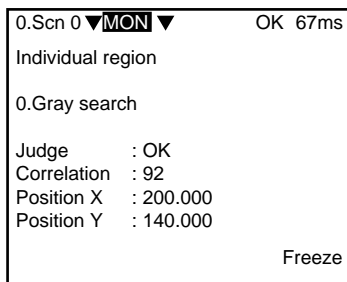 0.Scn 0 ▼MON ▼ OK 67ms
Individual region
0.Gray search
Judge : OK
Correlation : 92
Position X : 200.000
Position Y : 140.000
Freeze